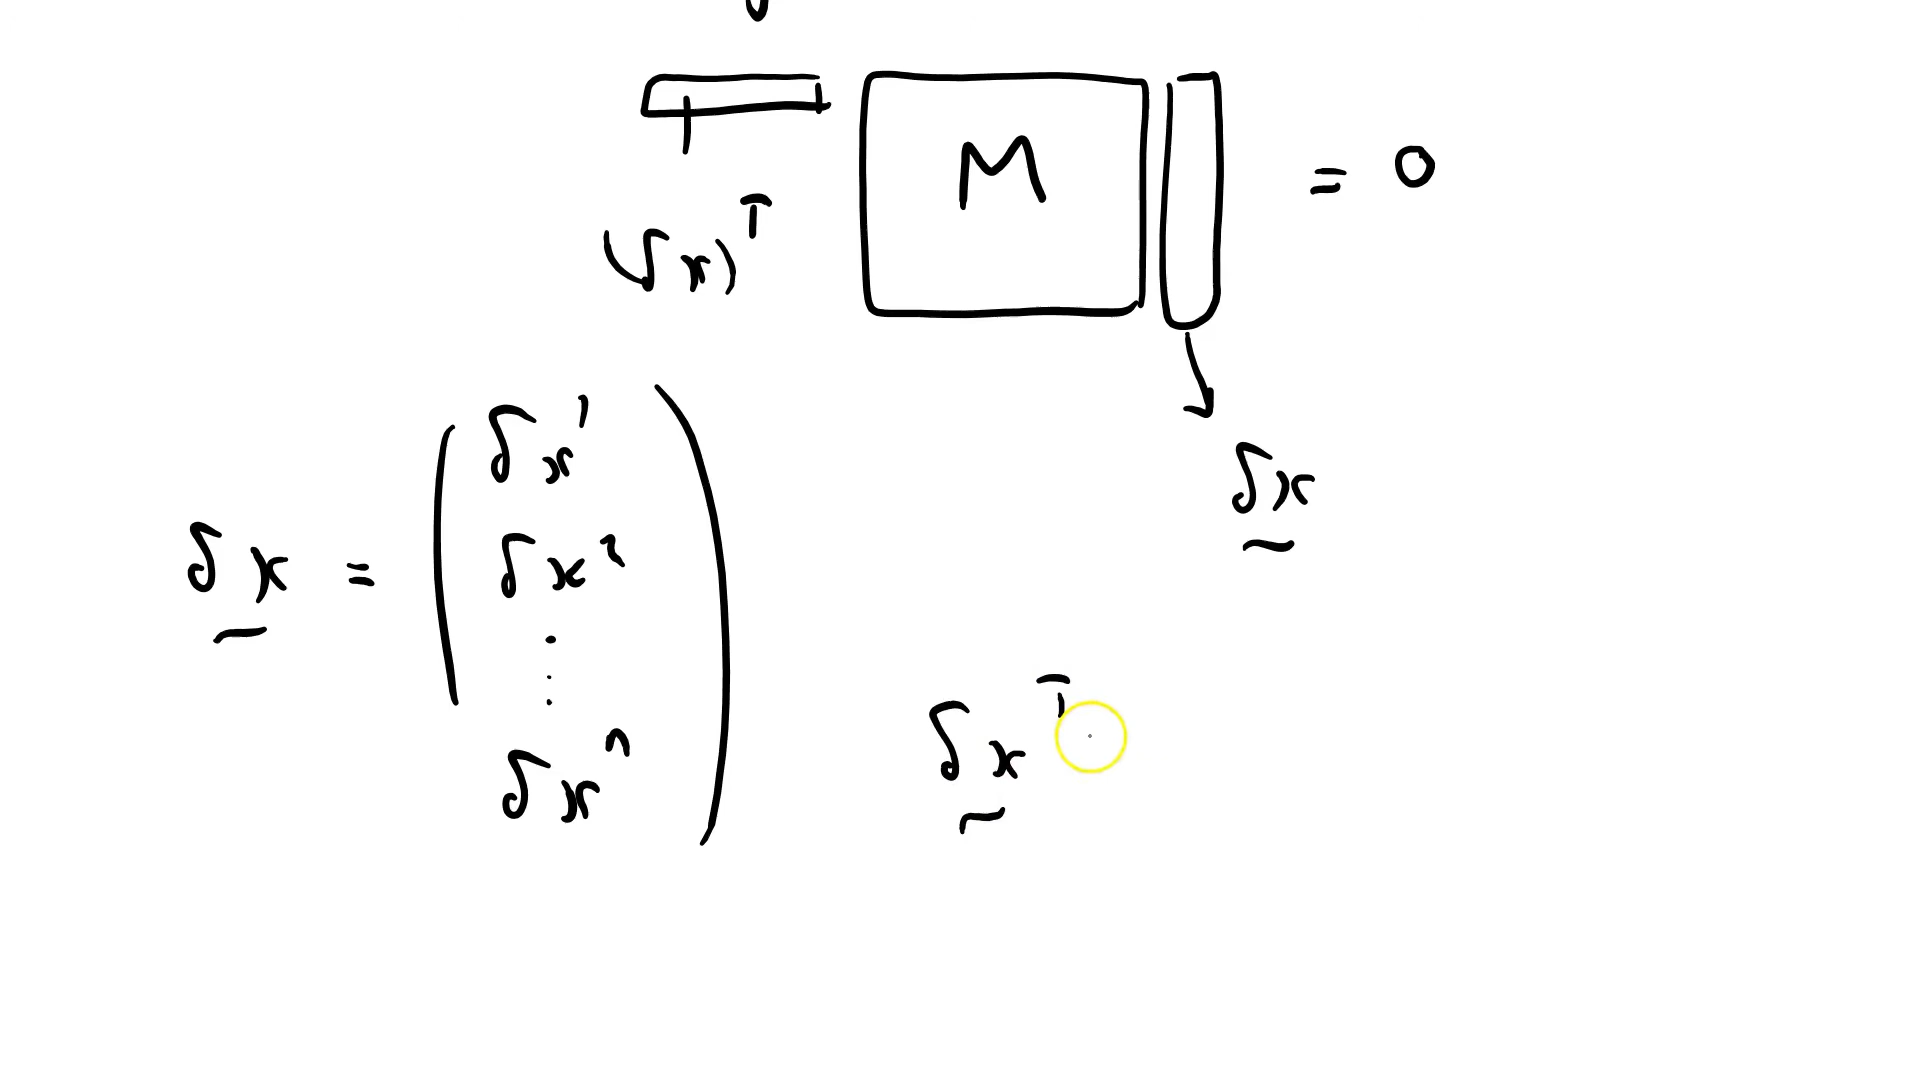 M = 0
(δx)ᵀ
δx
δx = ( δx¹
δx²
⋮
δxⁿ )
δxᵀ